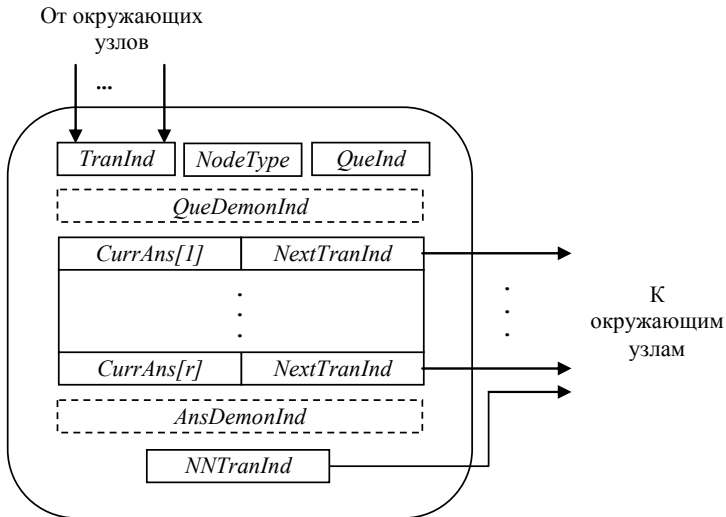 От окружающих
узлов
...
TranInd NodeType QueInd
QueDemonInd
CurrAns[1] NextTranInd
К
окружающим
узлам
CurrAns[r] NextTranInd
AnsDemonInd
NNTranInd